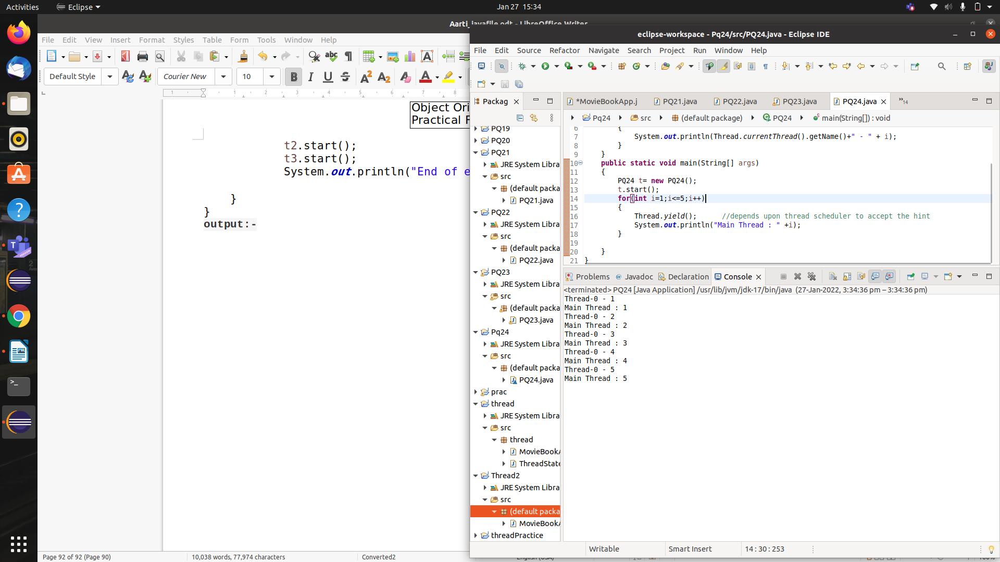 Activities
Eclipse
Jan 27 15:34
Aarti_javafile.odt - LibreOffice Writer
File Edit View Insert Format Styles Table Form Tools Window Help
Default Style
Courier New
10
1 1 2 3 4 5 6 7 8
Object Ori
Practical F
t2.start();
t3.start();
System.out.println("End of e
}
}
output:-
Page 92 of 92 (Page 90)
10,038 words, 77,974 characters
Converted2
English (USA)
eclipse-workspace - Pq24/src/PQ24.java - Eclipse IDE
File Edit Source Refactor Navigate Search Project Run Window Help
Packag
PQ19
PQ20
PQ21
JRE System Libra
src
(default packa
PQ21.java
PQ22
JRE System Libra
src
(default packa
PQ22.java
PQ23
JRE System Libra
src
(default packa
PQ23.java
Pq24
JRE System Libra
src
(default packa
PQ24.java
prac
thread
JRE System Libra
src
thread
MovieBookA
ThreadState
Thread2
JRE System Libra
src
(default packa
MovieBookA
threadPractice
*MovieBookApp.j PQ21.java PQ22.java PQ23.java PQ24.java »14
Pq24 src (default package) PQ24 main(String[]) : void
6 {
7 System.out.println(Thread.currentThread().getName()+" - " + i);
8 }
9 }
10 public static void main(String[] args)
11 {
12 PQ24 t= new PQ24();
13 t.start();
14 for(int i=1;i<=5;i++)
15 {
16 Thread.yield(); //depends upon thread scheduler to accept the hint
17 System.out.println("Main Thread : " +i);
18 }
19
20 }
21 }
Problems Javadoc Declaration Console
<terminated> PQ24 [Java Application] /usr/lib/jvm/jdk-17/bin/java (27-Jan-2022, 3:34:36 pm – 3:34:36 pm)
Thread-0 - 1
Main Thread : 1
Thread-0 - 2
Main Thread : 2
Thread-0 - 3
Main Thread : 3
Thread-0 - 4
Main Thread : 4
Thread-0 - 5
Main Thread : 5
Writable
Smart Insert
14 : 30 : 253